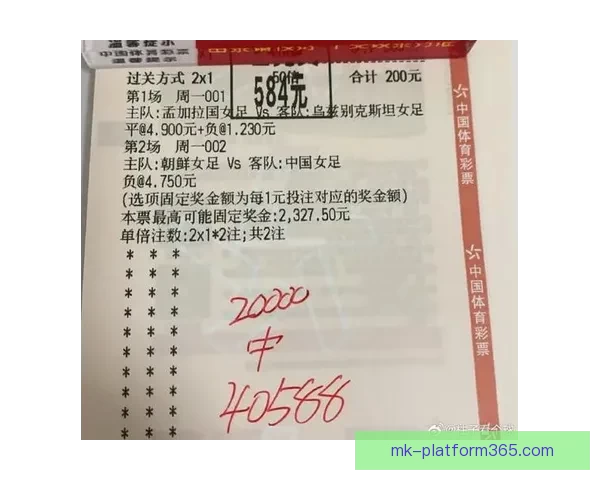 温馨提示
中国体育彩票
温馨提示
过关方式 2x1 50倍 合计 200元
584元
第1场 周一001
主队:孟加拉国女足 Vs 客队:乌兹别克斯坦女足
平@4.900元+负@1.230元
第2场 周一002
主队:朝鲜女足 Vs 客队:中国女足
负@4.750元
(选项固定奖金额为每1元投注对应的奖金额)
本票最高可能固定奖金:2,327.50元
单倍注数:2x1*2注;共2注
* * *
* * *
* * *
* * *
* * *
* * *
* * *
* * *
* * *
* * *
20000
中
40588
中国体育彩票
中国体育彩票
mk-platform365.com